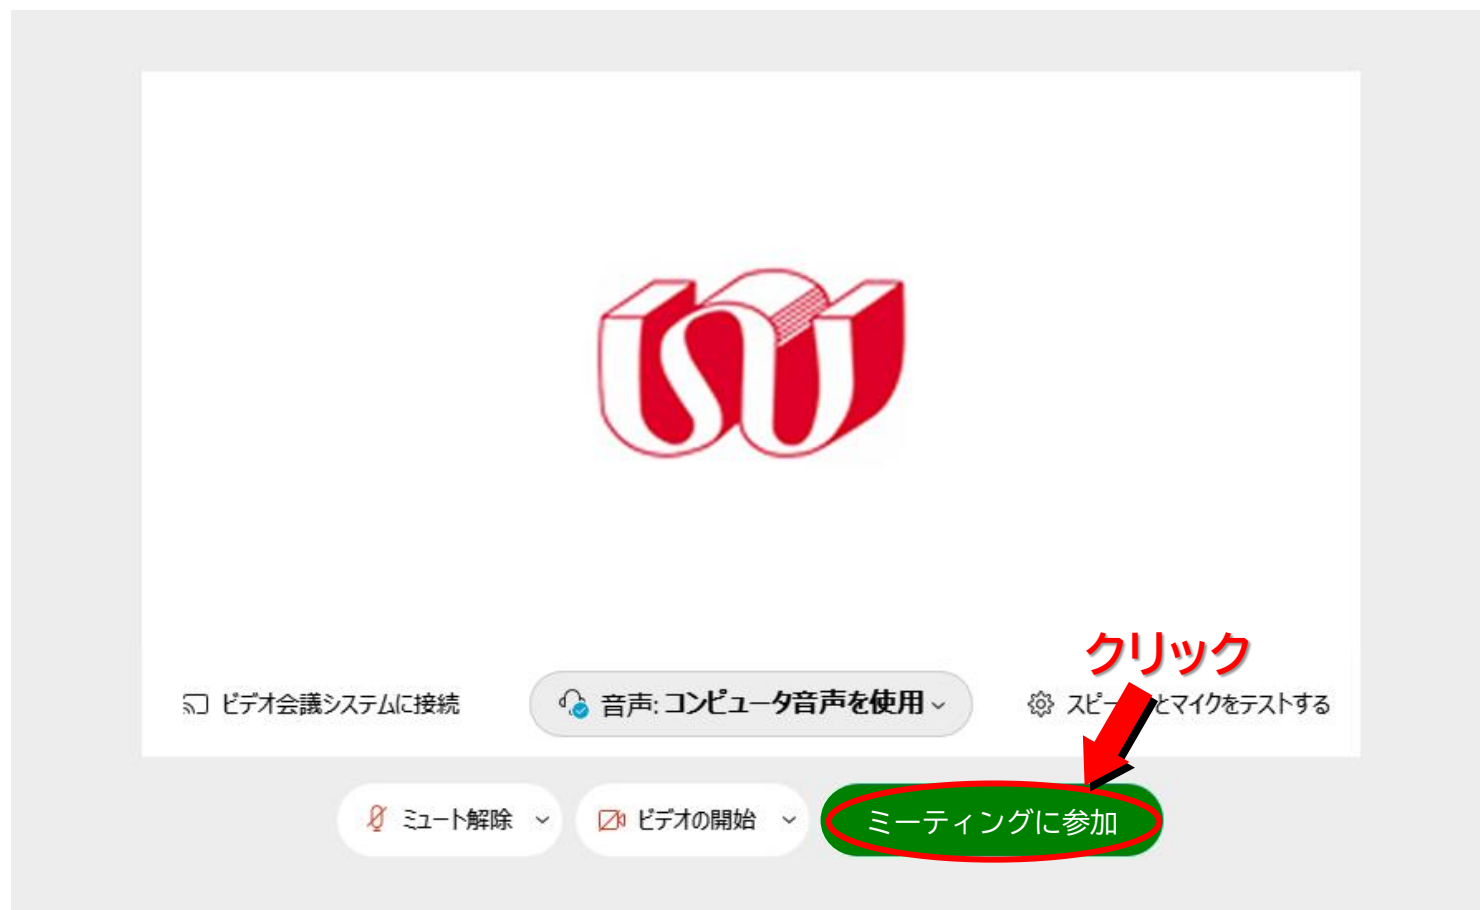 クリック
ビデオ会議システムに接続
音声: コンピュータ音声を使用
スピ とマイクをテストする
ミュート解除
ビデオの開始
ミーティングに参加